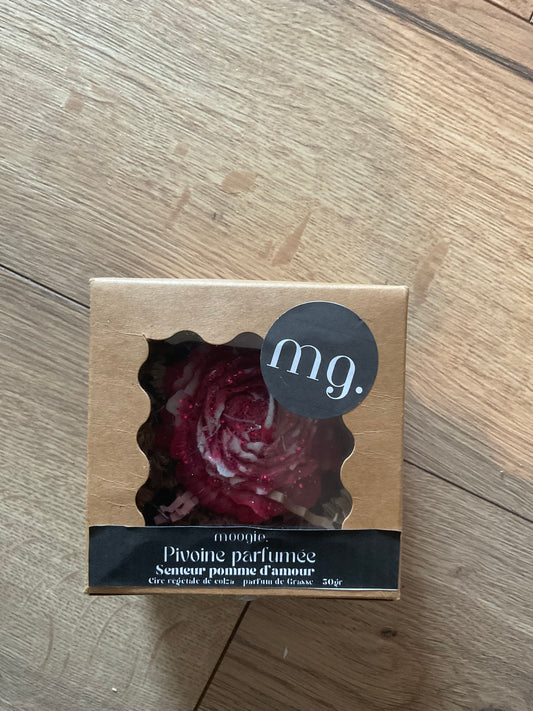 mg.
moogie.
Pivoine parfumée
Senteur pomme d'amour
Cire végétale de colza parfum de Grasse 50gr